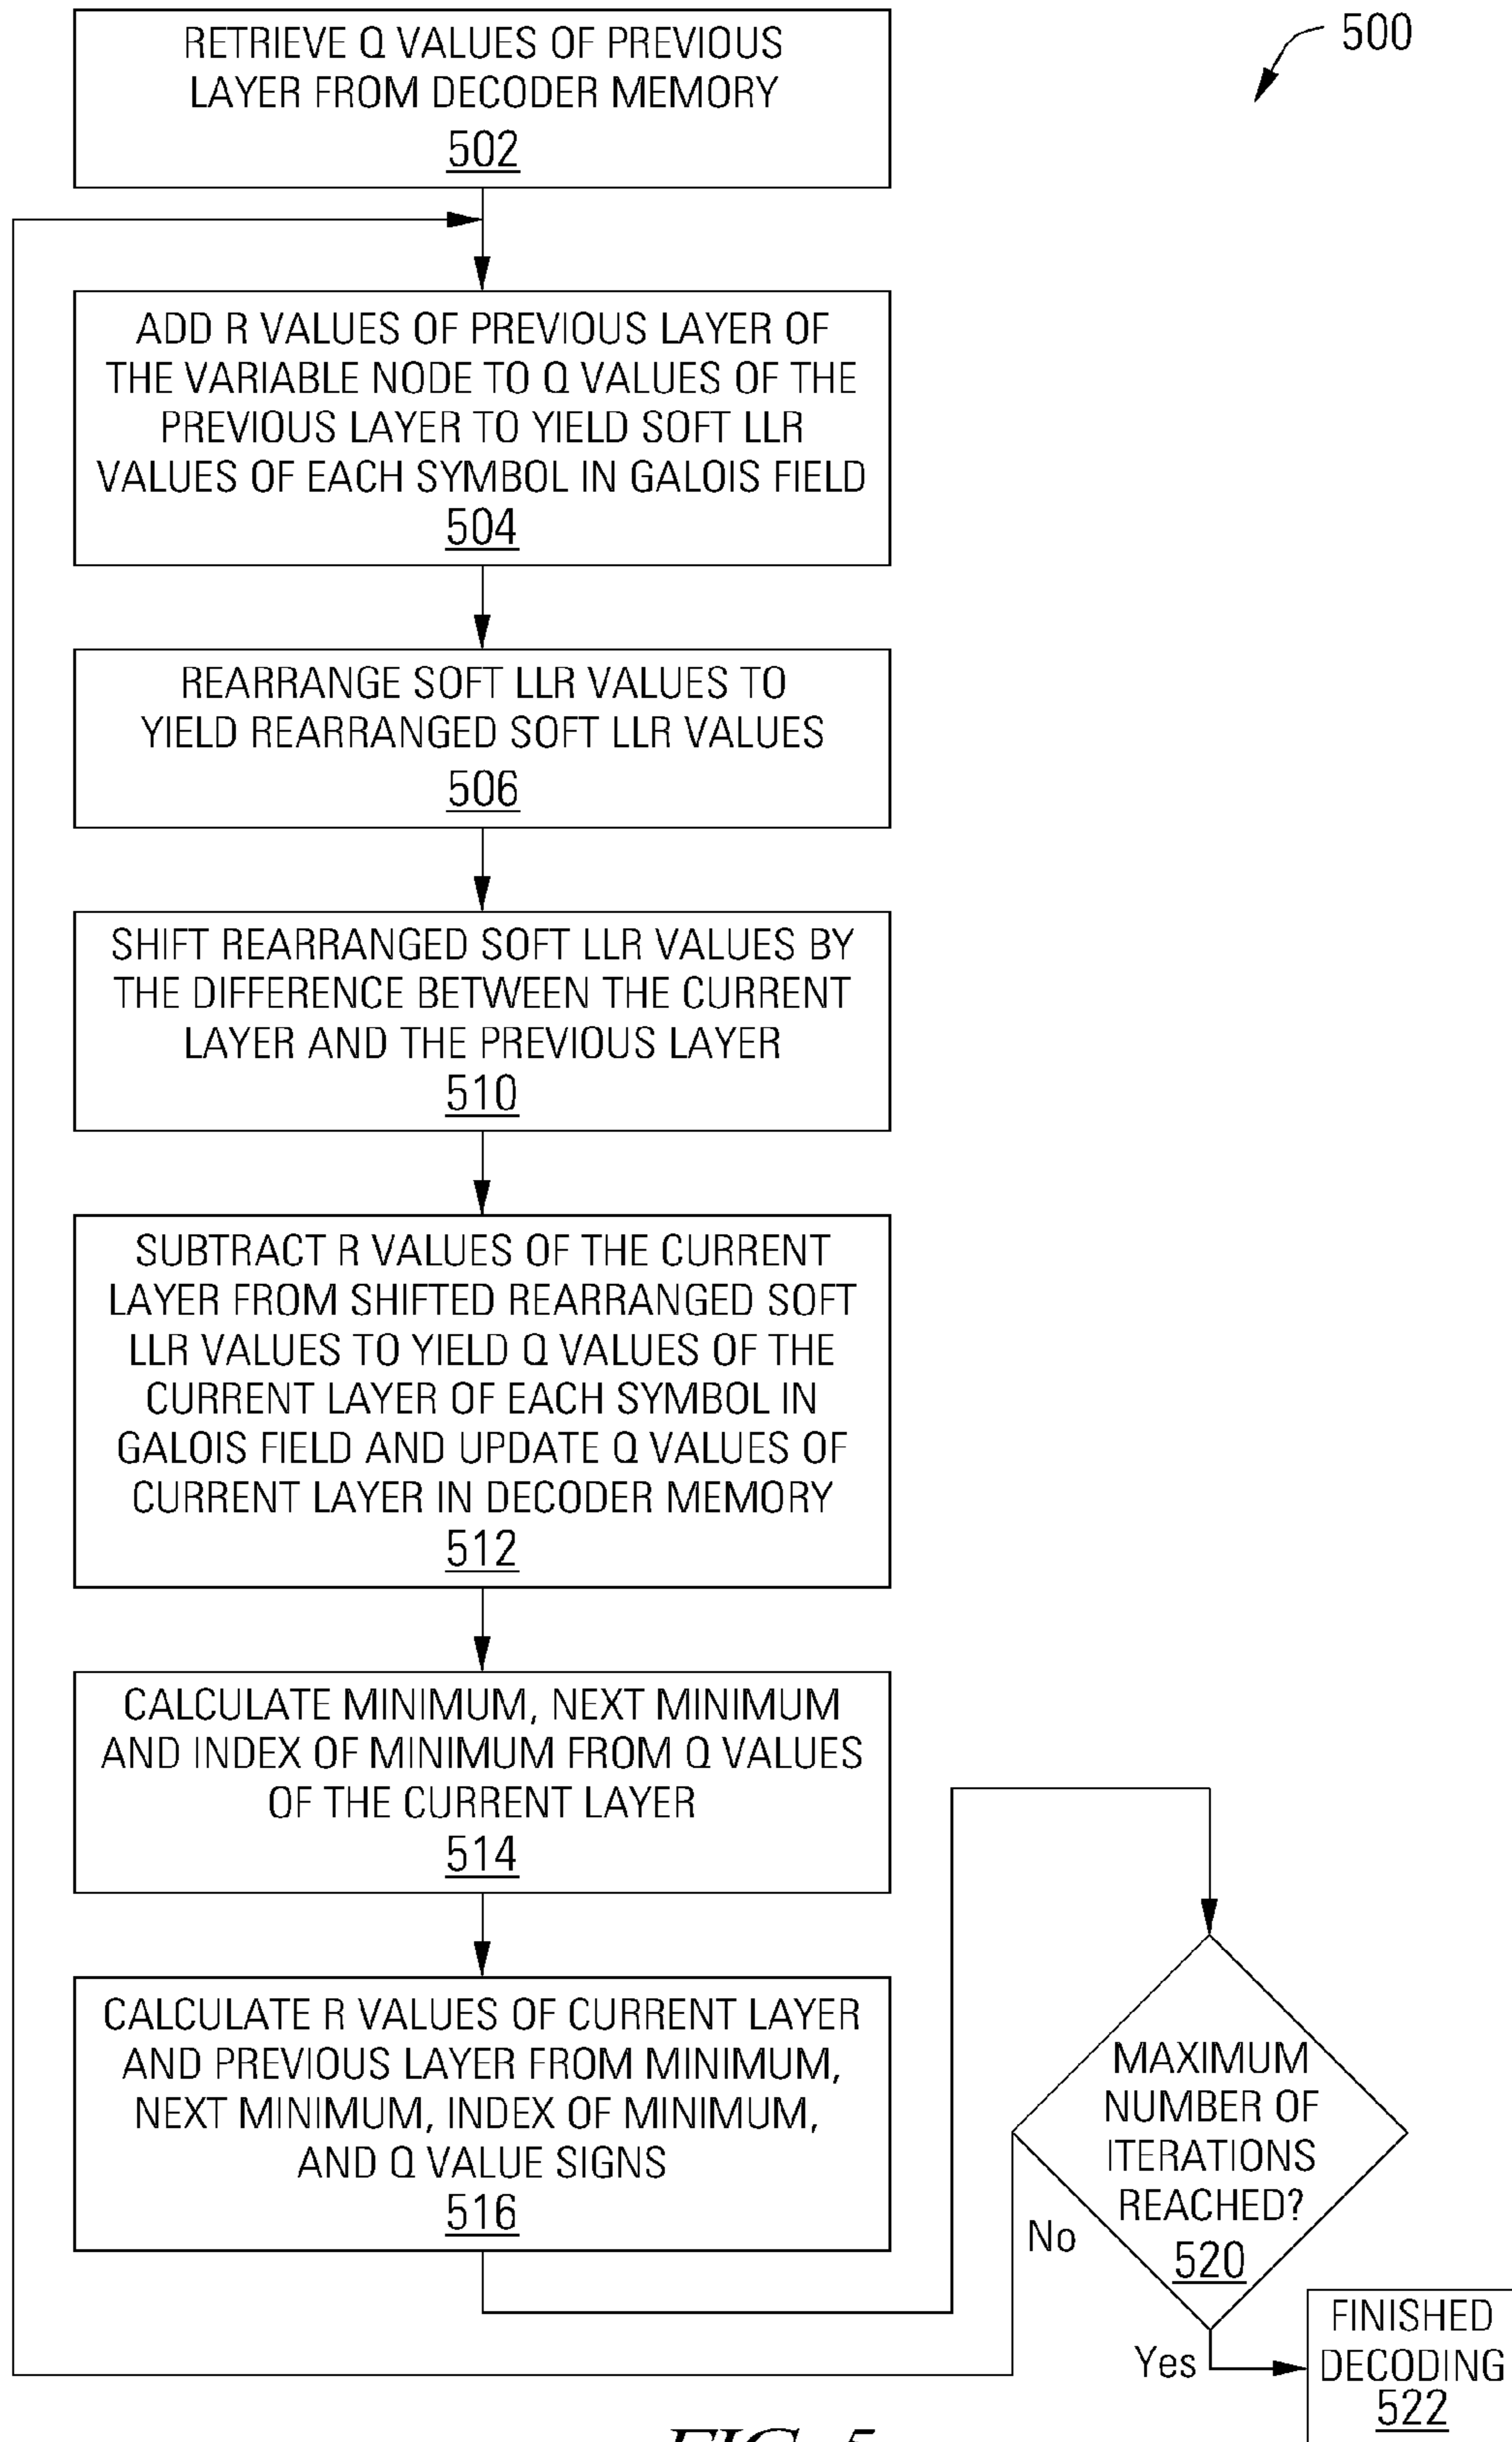 500
RETRIEVE Q VALUES OF PREVIOUS
LAYER FROM DECODER MEMORY
502
ADD R VALUES OF PREVIOUS LAYER OF
THE VARIABLE NODE TO Q VALUES OF THE
PREVIOUS LAYER TO YIELD SOFT LLR
VALUES OF EACH SYMBOL IN GALOIS FIELD
504
REARRANGE SOFT LLR VALUES TO
YIELD REARRANGED SOFT LLR VALUES
506
SHIFT REARRANGED SOFT LLR VALUES BY
THE DIFFERENCE BETWEEN THE CURRENT
LAYER AND THE PREVIOUS LAYER
510
SUBTRACT R VALUES OF THE CURRENT
LAYER FROM SHIFTED REARRANGED SOFT
LLR VALUES TO YIELD Q VALUES OF THE
CURRENT LAYER OF EACH SYMBOL IN
GALOIS FIELD AND UPDATE Q VALUES OF
CURRENT LAYER IN DECODER MEMORY
512
CALCULATE MINIMUM, NEXT MINIMUM
AND INDEX OF MINIMUM FROM Q VALUES
OF THE CURRENT LAYER
514
CALCULATE R VALUES OF CURRENT LAYER
AND PREVIOUS LAYER FROM MINIMUM,
NEXT MINIMUM, INDEX OF MINIMUM,
AND Q VALUE SIGNS
516
MAXIMUM
NUMBER OF
ITERATIONS
REACHED?
520
No
Yes
FINISHED
DECODING
522
FIG. 5